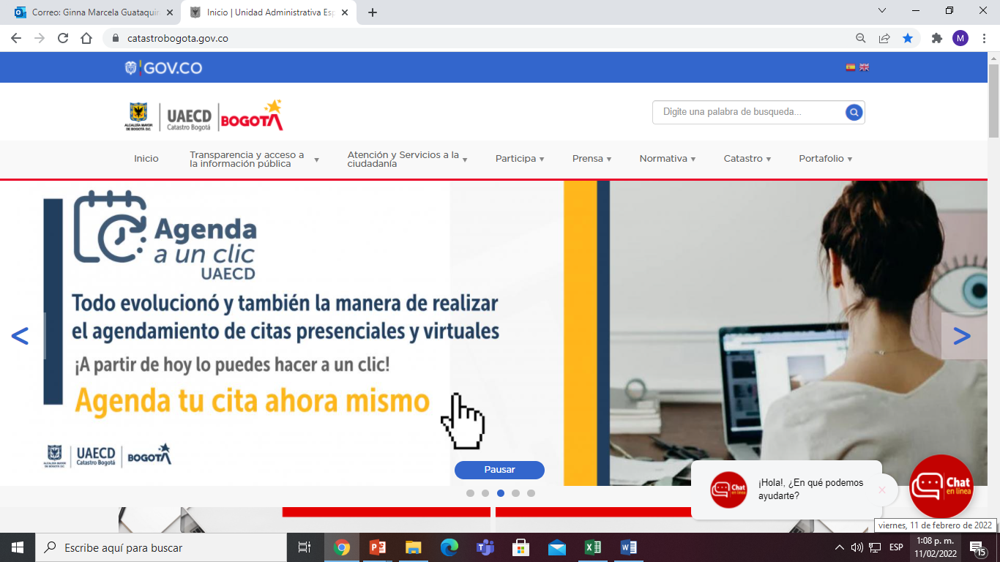 Correo: Ginna Marcela Guataquir
Inicio | Unidad Administrativa Esp
catastrobogota.gov.co
M
GOV.CO
ALCALDÍA MAYOR
DE BOGOTÁ D.C.
UAECD
Catastro Bogotá
BOGOTÁ
Digite una palabra de busqueda...
Inicio
Transparencia y acceso a
la información pública
Atención y Servicios a la
ciudadanía
Participa
Prensa
Normativa
Catastro
Portafolio
Agenda
a un clic
UAECD
Todo evolucionó y también la manera de realizar
el agendamiento de citas presenciales y virtuales
¡A partir de hoy lo puedes hacer a un clic!
Agenda tu cita ahora mismo
ALCALDÍA MAYOR
DE BOGOTÁ D.C.
UAECD
Catastro Bogotá
BOGOTÁ
<
>
Pausar
Chat
¡Hola!, ¿En qué podemos
ayudarte?
Chat
en línea
viernes, 11 de febrero de 2022
Escribe aquí para buscar
ESP
1:08 p. m.
11/02/2022
15